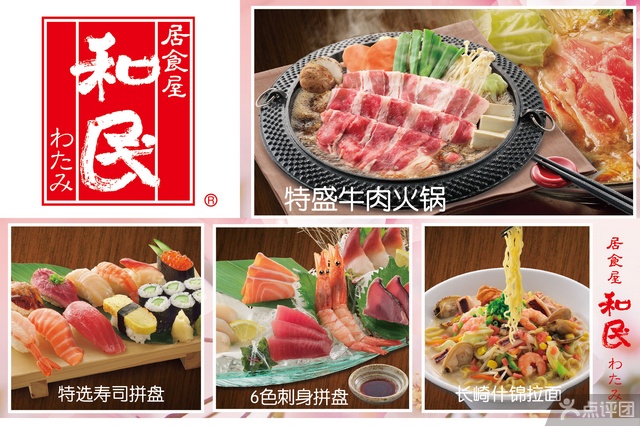 居食屋
和民
わたみ
®
特盛牛肉火锅
特选寿司拼盘
6色刺身拼盘
长崎什锦拉面
居食屋
和民
わたみ
点评团